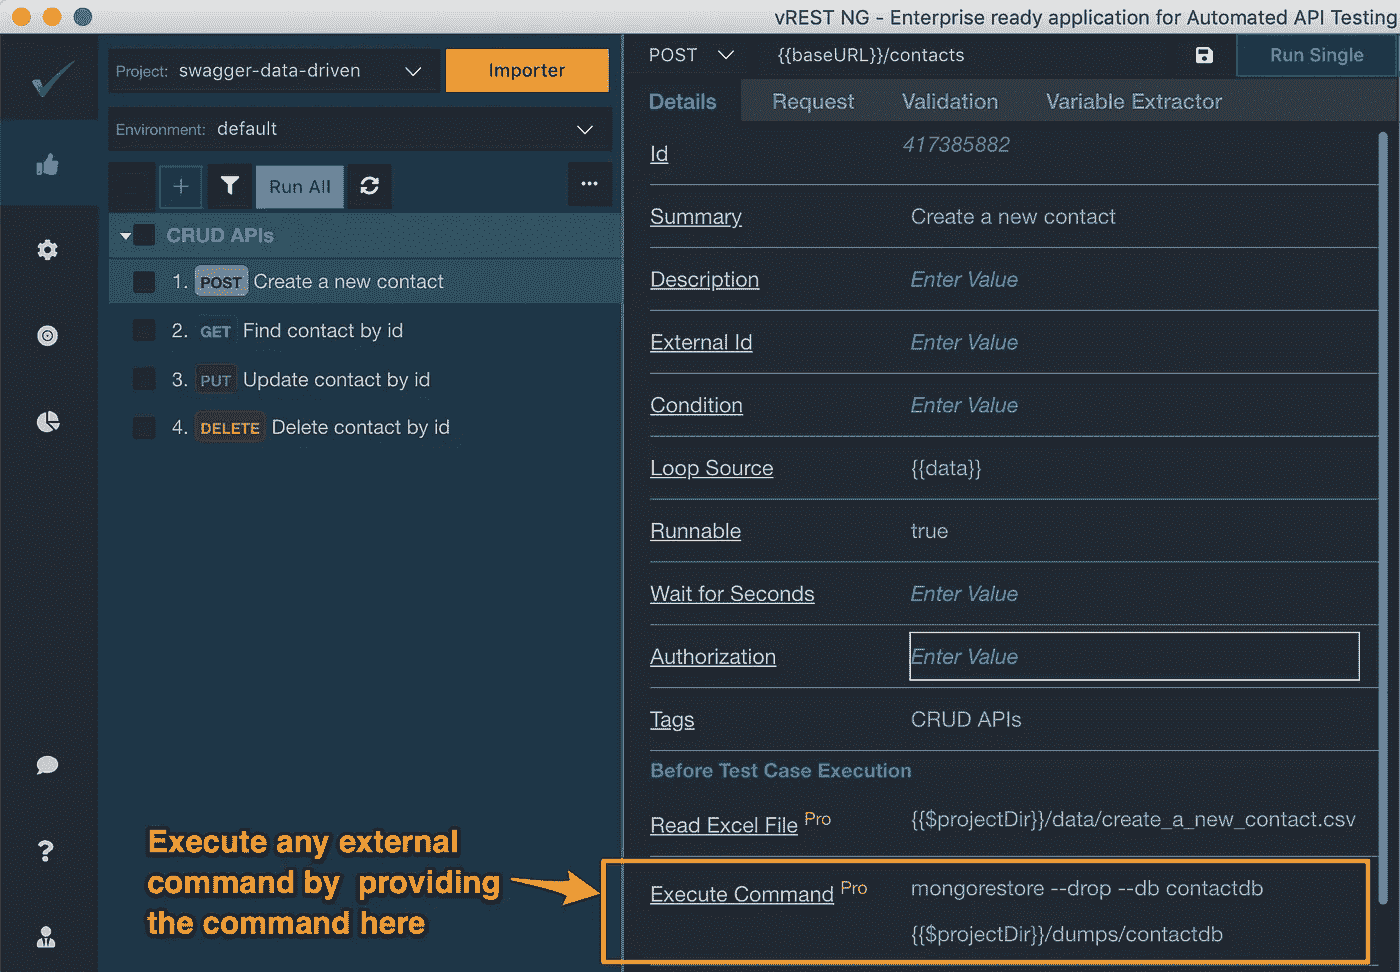 vREST NG - Enterprise ready application for Automated API Testing
Project: swagger-data-driven
Importer
Environment: default
Run All
CRUD APIs
1. POST Create a new contact
2. GET Find contact by id
3. PUT Update contact by id
4. DELETE Delete contact by id
Execute any external
command by providing
the command here
POST {{baseURL}}/contacts
Run Single
Details Request Validation Variable Extractor
Id 417385882
Summary Create a new contact
Description Enter Value
External Id Enter Value
Condition Enter Value
Loop Source {{data}}
Runnable true
Wait for Seconds Enter Value
Authorization Enter Value
Tags CRUD APIs
Before Test Case Execution
Read Excel File Pro {{$projectDir}}/data/create_a_new_contact.csv
Execute Command Pro mongorestore --drop --db contactdb
{{$projectDir}}/dumps/contactdb